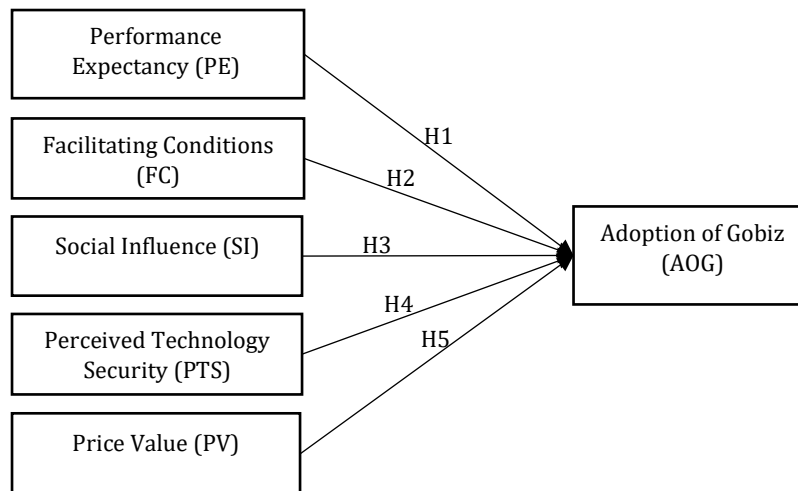 Performance
Expectancy (PE)
H1
Facilitating Conditions
(FC)
H2
Social Influence (SI)
H3
Adoption of Gobiz
(AOG)
H4
Perceived Technology
Security (PTS)
H5
Price Value (PV)